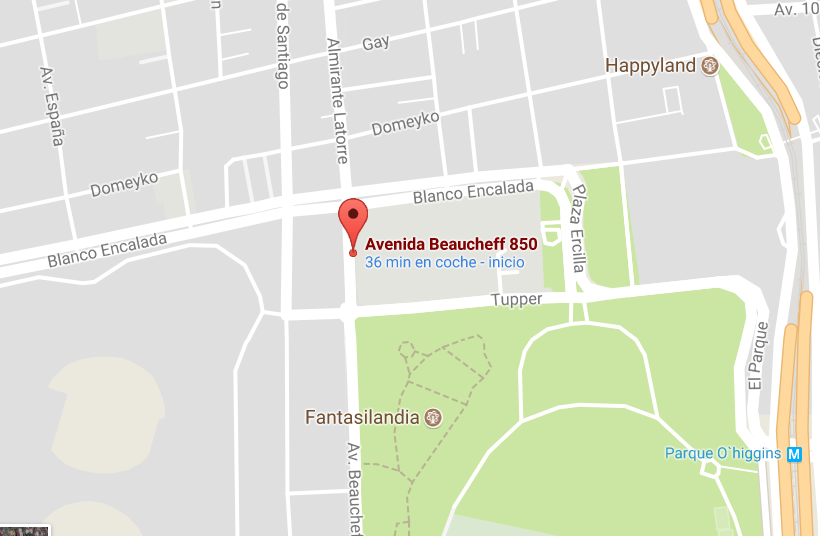 de Santiago
Av. 10
Almirante Latorre
Gay
Happyland
Av. España
Domeyko
Domeyko
Blanco Encalada
Plaza Ercilla
Blanco Encalada
Avenida Beaucheff 850
36 min en coche - inicio
Tupper
El Parque
Fantasilandia
Parque O`higgins M
Av. Beauchef